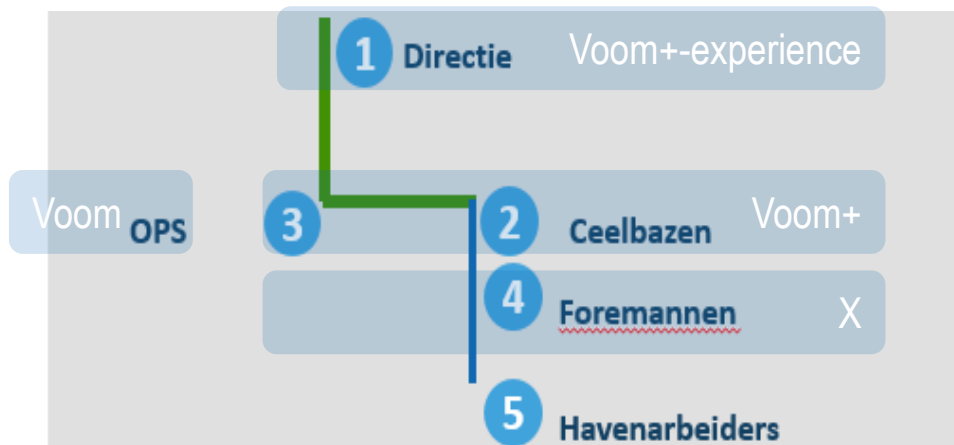 1 Directie Voom+-experience
Voom OPS 3 2 Ceelbazen Voom+
4 Foremannen X
5 Havenarbeiders